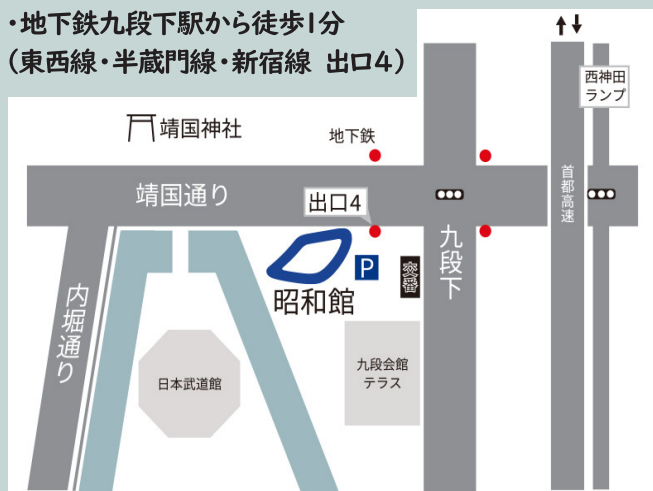 ・地下鉄九段下駅から徒歩1分
(東西線・半蔵門線・新宿線 出口4)
西神田
ランプ
靖国神社
地下鉄
靖国通り
出口4
首都高速
九段下
P
交番
昭和館
内堀通り
日本武道館
九段会館
テラス